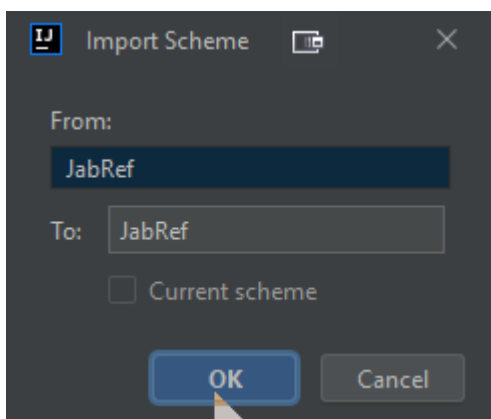 IJ Import Scheme
From:
JabRef
To: JabRef
Current scheme
OK Cancel